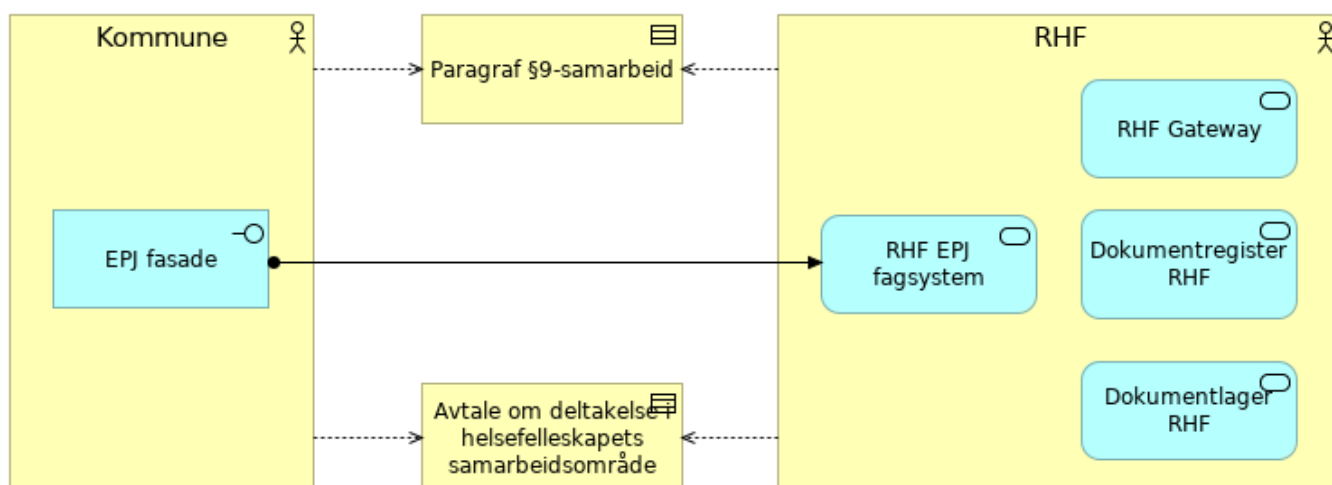 Kommune
Paragraf §9-samarbeid
RHF
RHF Gateway
EPJ fasade
RHF EPJ
fagsystem
Dokumentregister
RHF
Avtale om deltakelse i
helsefelleskapets
samarbeidsområde
Dokumentlager
RHF